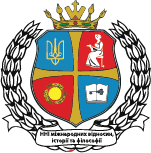 ННІ міжнародних відносин,
історії та філософії